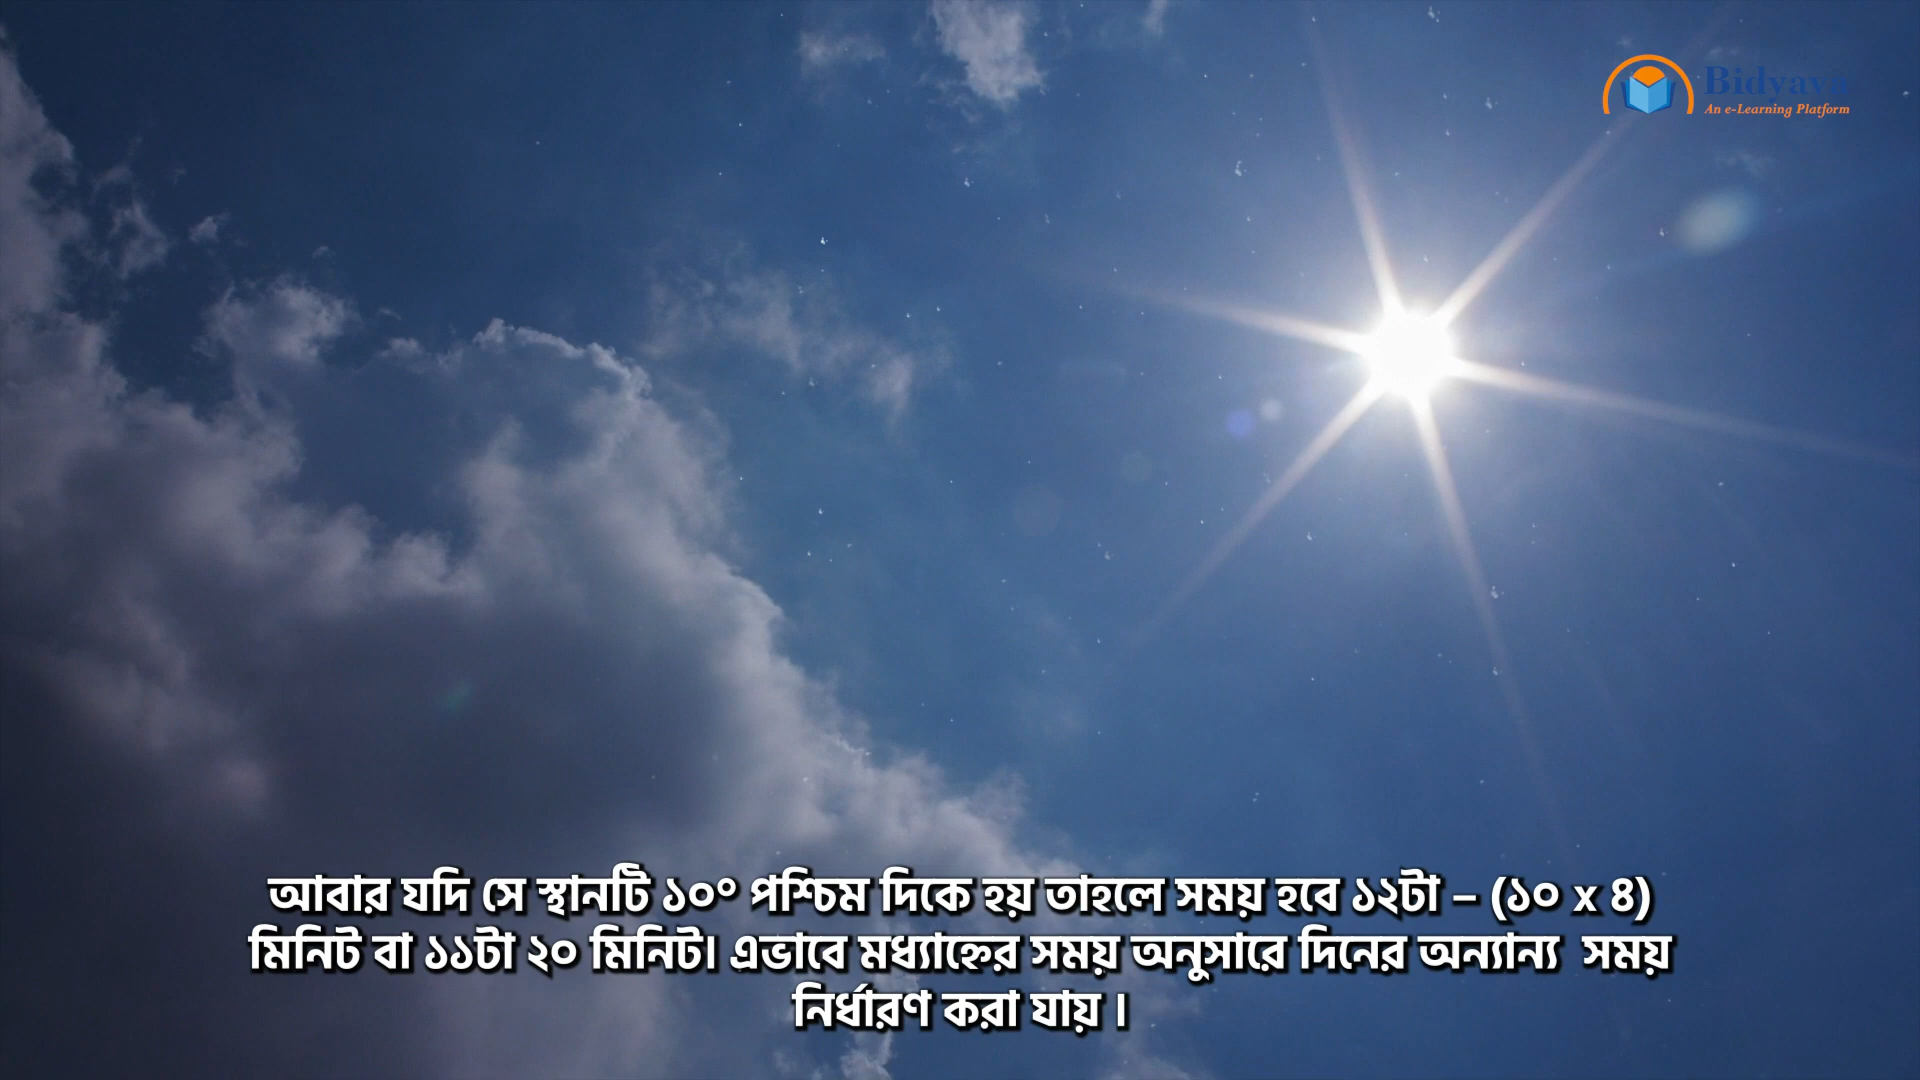 An e-Learning Platform
আবার যদি সে স্থানটি ১০° পশ্চিম দিকে হয় তাহলে সময় হবে ১২টা – (১০ x ৪)
মিনিট বা ১১টা ২০ মিনিট। এভাবে মধ্যাহ্নের সময় অনুসারে দিনের অন্যান্য সময়
নির্ধারণ করা যায় ।